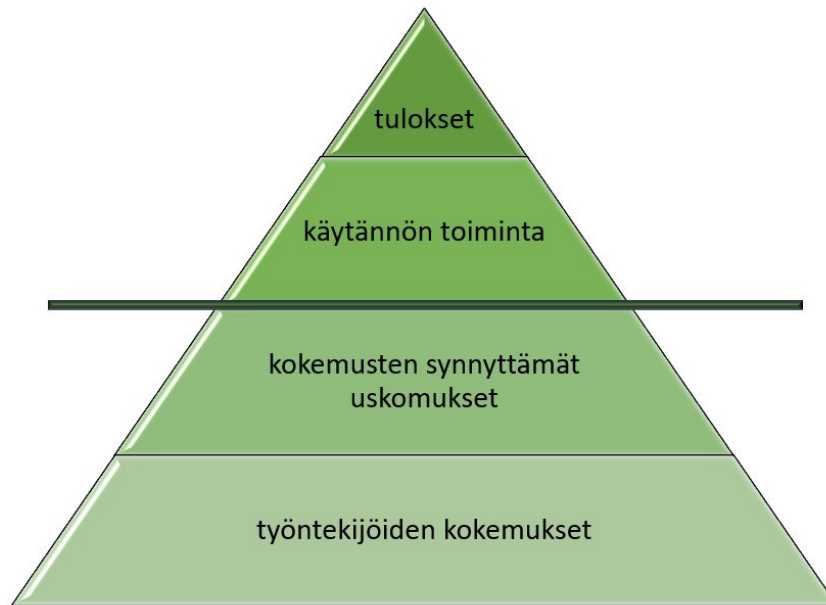 tulokset
käytännön toiminta
kokemusten synnyttämät
uskomukset
työntekijöiden kokemukset